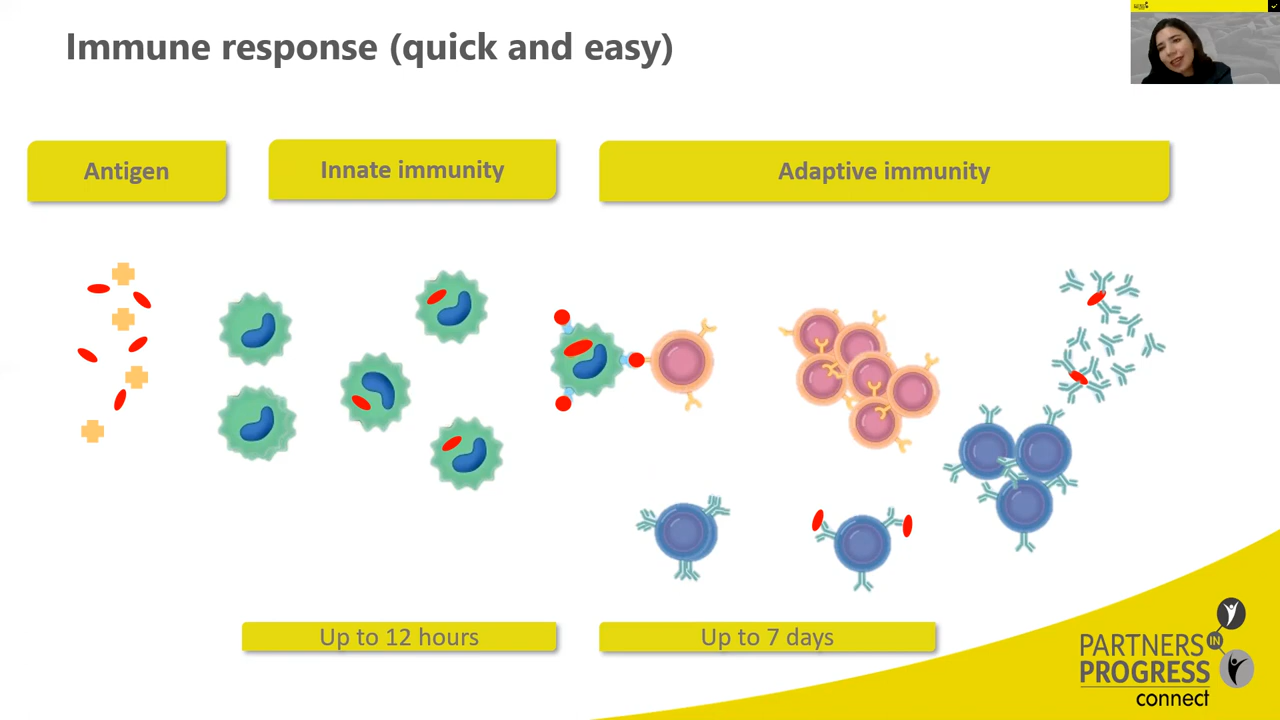 Immune response (quick and easy)
Antigen
Innate immunity
Adaptive immunity
Up to 12 hours
Up to 7 days
PARTNERS
IN
PROGRESS
connect